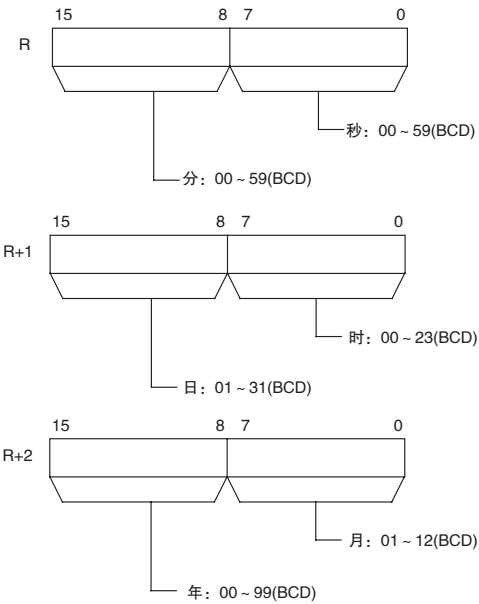 15 8 7 0
R
秒：00～59(BCD)
分：00～59(BCD)
15 8 7 0
R+1
时：00～23(BCD)
日：01～31(BCD)
15 8 7 0
R+2
月：01～12(BCD)
年：00～99(BCD)